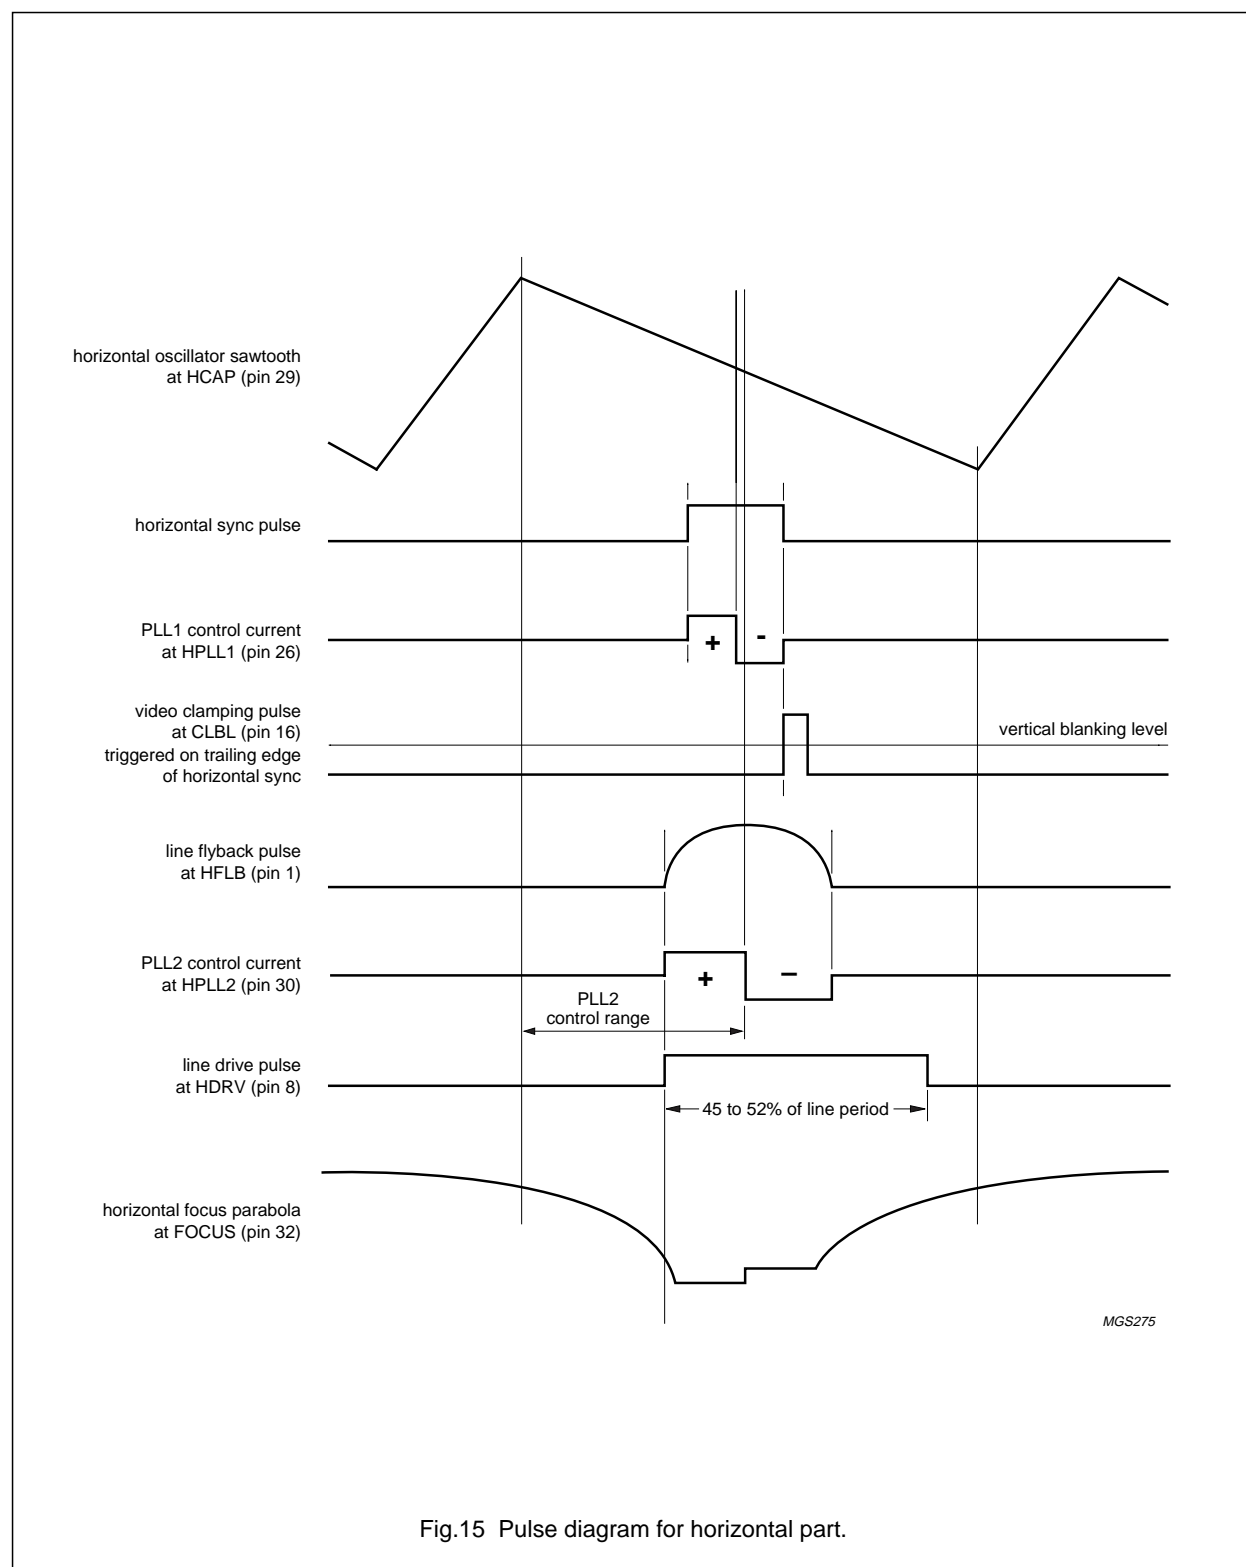 horizontal oscillator sawtooth
at HCAP (pin 29)
horizontal sync pulse
PLL1 control current
at HPLL1 (pin 26)
+
-
video clamping pulse
at CLBL (pin 16)
triggered on trailing edge
of horizontal sync
vertical blanking level
line flyback pulse
at HFLB (pin 1)
PLL2 control current
at HPLL2 (pin 30)
+
−
PLL2
control range
line drive pulse
at HDRV (pin 8)
45 to 52% of line period
horizontal focus parabola
at FOCUS (pin 32)
MGS275
Fig.15 Pulse diagram for horizontal part.